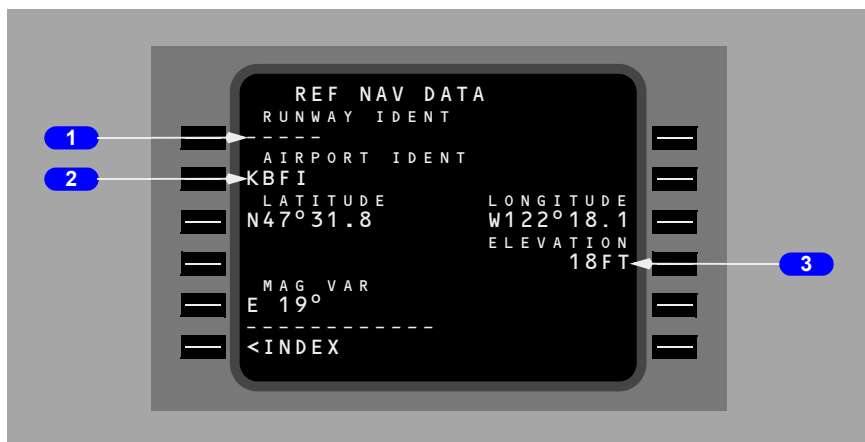 REF NAV DATA
RUNWAY IDENT
1 -----
AIRPORT IDENT
2 KBFI
LATITUDE LONGITUDE
N47°31.8 W122°18.1
ELEVATION
18FT 3
MAG VAR
E 19°
------------
<INDEX